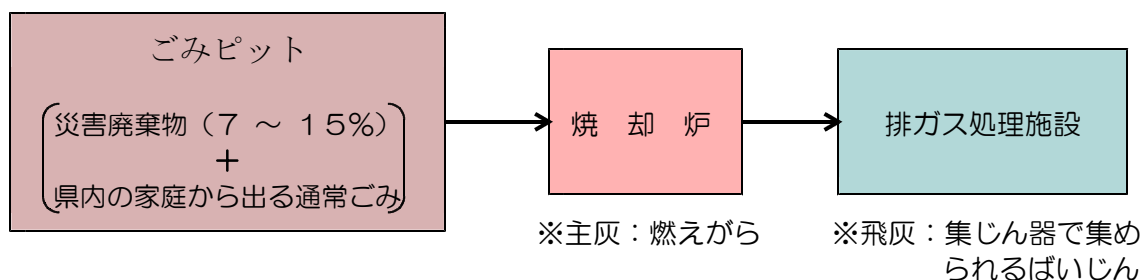 ごみピット
災害廃棄物（７ ～ １５％）
＋
県内の家庭から出る通常ごみ
焼 却 炉
排ガス処理施設
※主灰：燃えがら
※飛灰：集じん器で集め
られるばいじん